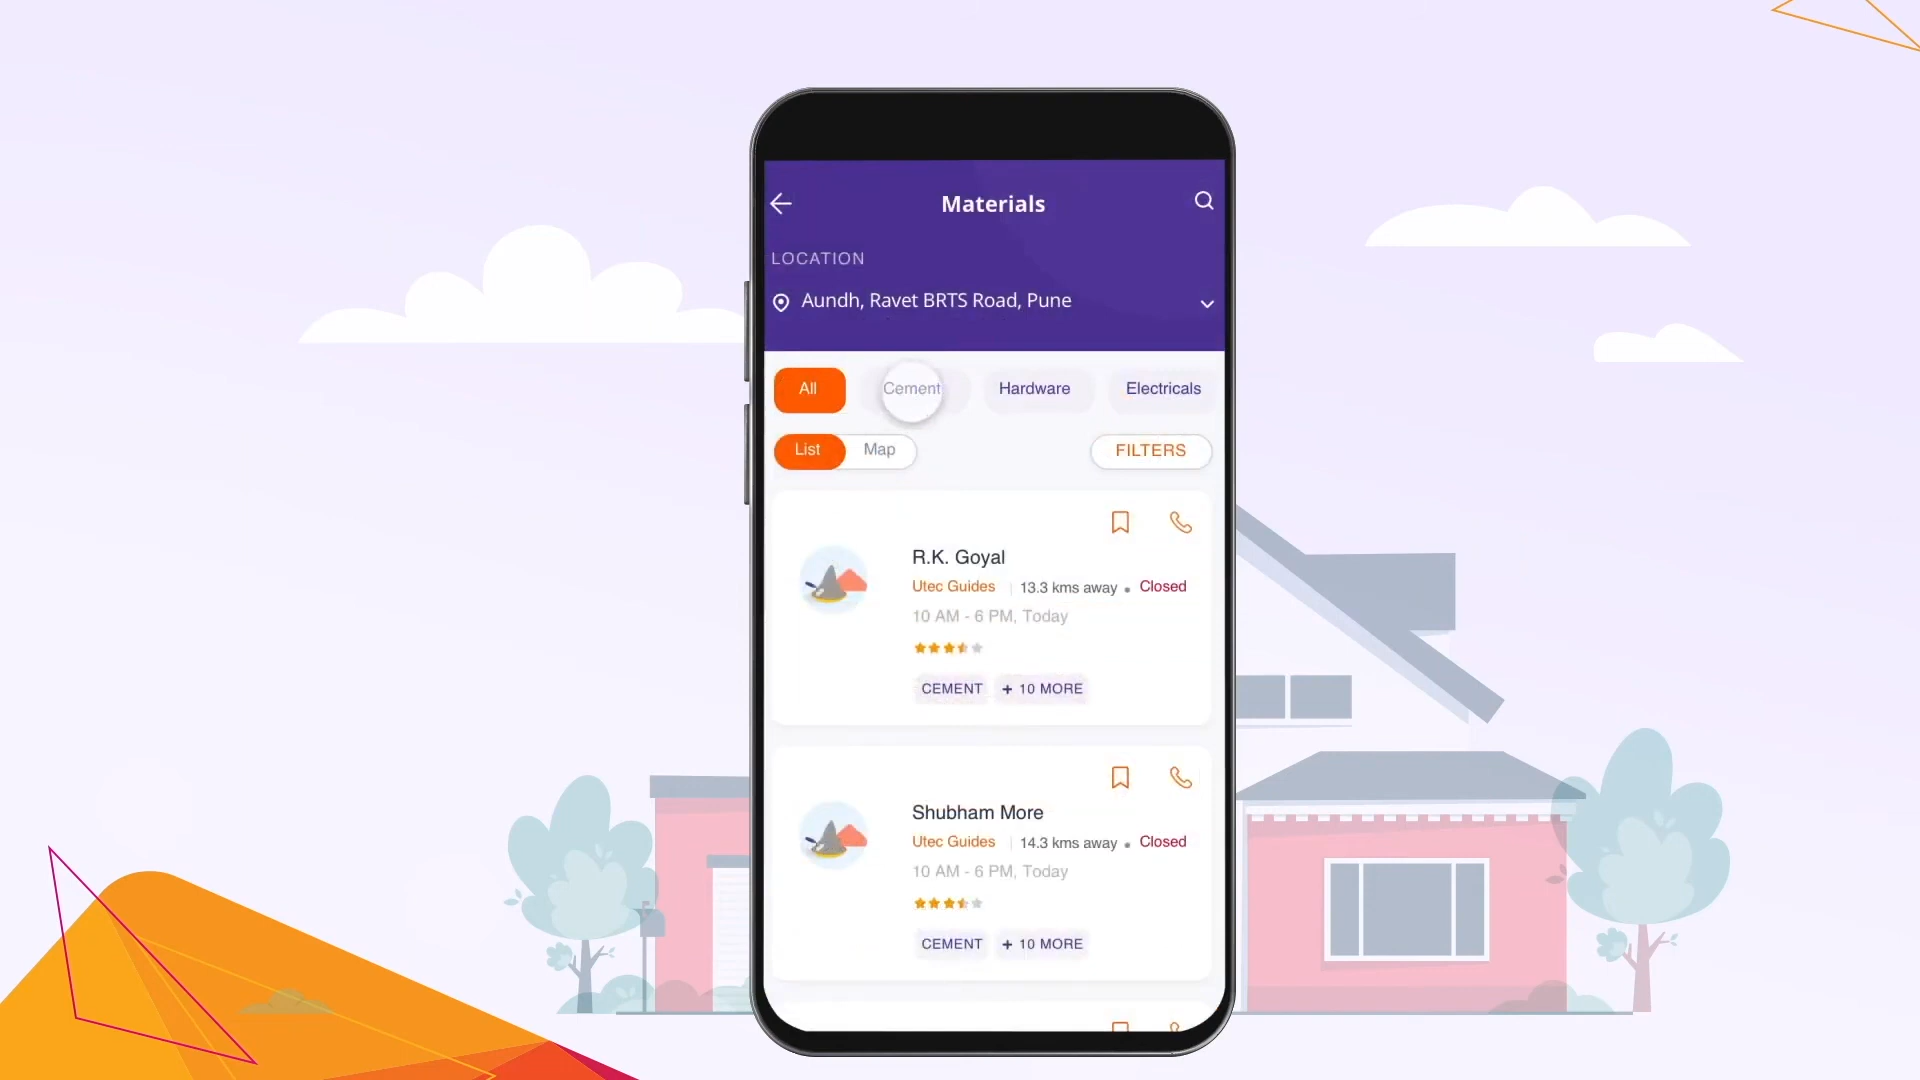 Materials
LOCATION
Aundh, Ravet BRTS Road, Pune
All Cement Hardware Electricals
List Map FILTERS
R.K. Goyal
Utec Guides | 13.3 kms away • Closed
10 AM - 6 PM, Today
CEMENT + 10 MORE
Shubham More
Utec Guides | 14.3 kms away • Closed
10 AM - 6 PM, Today
CEMENT + 10 MORE